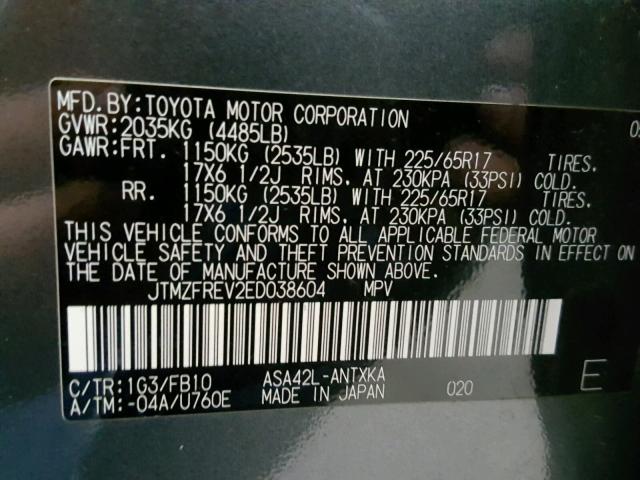 MFD.BY:TOYOTA MOTOR CORPORATION
GVWR:2035KG (4485LB)
GAWR:FRT. 1150KG (2535LB) WITH 225/65R17 TIRES.
17X6 1/2J RIMS. AT 230KPA (33PSI) COLD.
RR. 1150KG (2535LB) WITH 225/65R17 TIRES.
17X6 1/2J RIMS. AT 230KPA (33PSI) COLD.
THIS VEHICLE CONFORMS TO ALL APPLICABLE FEDERAL MOTOR
VEHICLE SAFETY AND THEFT PREVENTION STANDARDS IN EFFECT ON
THE DATE OF MANUFACTURE SHOWN ABOVE.
JTMZFREV2ED038604 MPV
C/TR:1G3/FB10 ASA42L-ANTXKA
A/TM:-04A/U760E MADE IN JAPAN 020 E